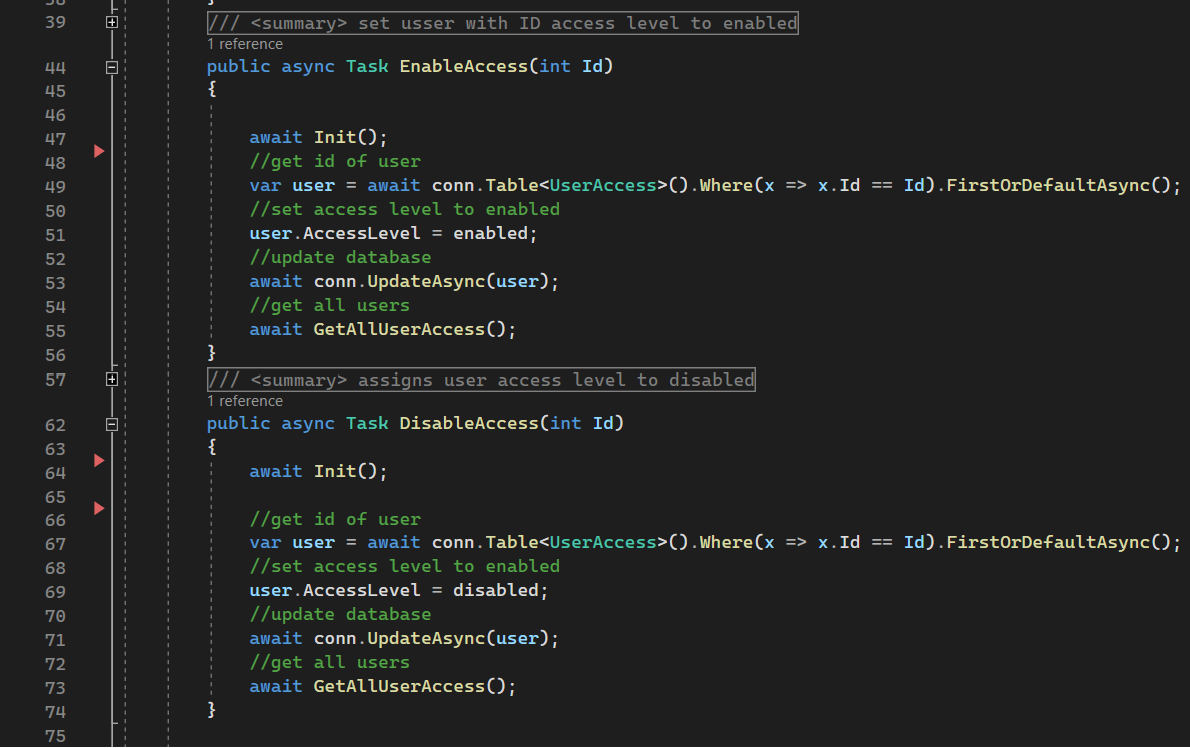 38 }
39 /// <summary> set usser with ID access level to enabled
1 reference
44 public async Task EnableAccess(int Id)
45 {
46
47 await Init();
48 //get id of user
49 var user = await conn.Table<UserAccess>().Where(x => x.Id == Id).FirstOrDefaultAsync();
50 //set access level to enabled
51 user.AccessLevel = enabled;
52 //update database
53 await conn.UpdateAsync(user);
54 //get all users
55 await GetAllUserAccess();
56 }
57 /// <summary> assigns user access level to disabled
1 reference
62 public async Task DisableAccess(int Id)
63 {
64 await Init();
65
66 //get id of user
67 var user = await conn.Table<UserAccess>().Where(x => x.Id == Id).FirstOrDefaultAsync();
68 //set access level to enabled
69 user.AccessLevel = disabled;
70 //update database
71 await conn.UpdateAsync(user);
72 //get all users
73 await GetAllUserAccess();
74 }
75